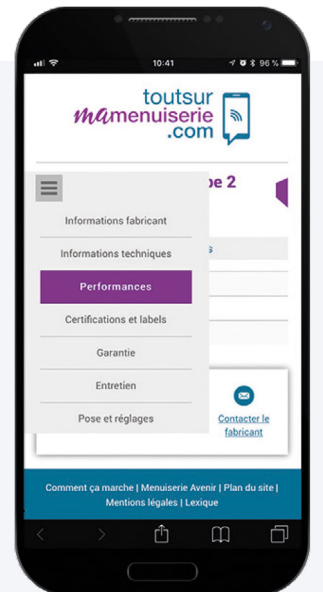 10:41
96 %
toutsur
mamenuiserie
.com
pe 2
Informations fabricant
Informations techniques
s
Performances
Certifications et labels
Garantie
Entretien
Pose et réglages
Contacter le
fabricant
Comment ça marche | Menuiserie Avenir | Plan du site |
Mentions légales | Lexique